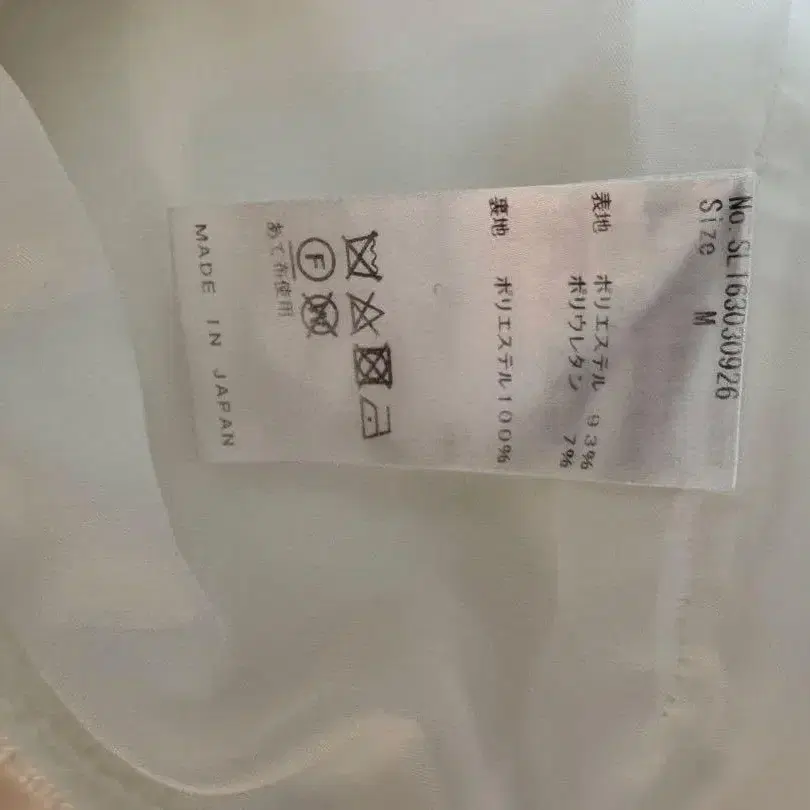 No.SL163030926
Size M
表地 ポリエステル 93%
ポリウレタン 7%
裏地 ポリエステル100%
F W
あて布使用
MADE IN JAPAN